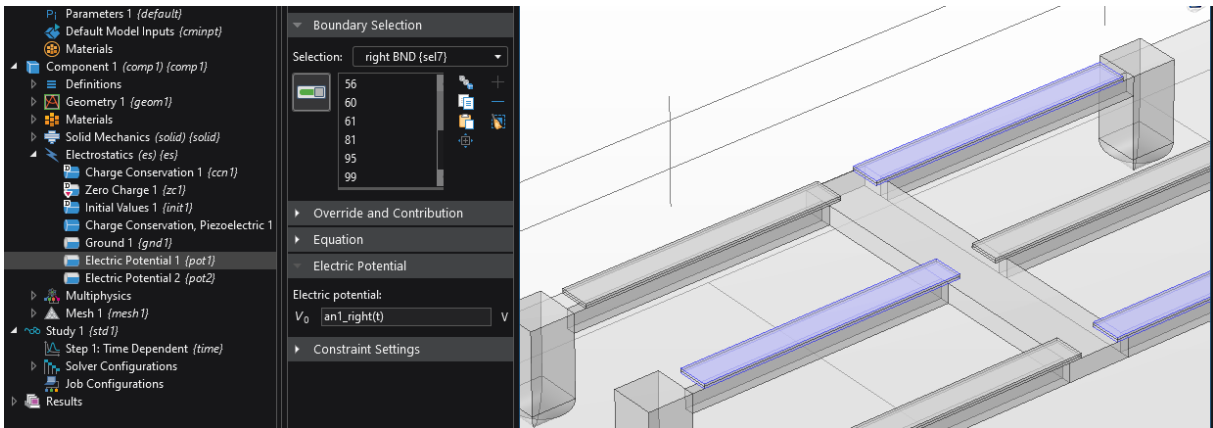 Parameters 1 {default}
Default Model Inputs {cminpt}
Materials
Component 1 (comp1) {comp1}
Definitions
Geometry 1 {geom1}
Materials
Solid Mechanics (solid) {solid}
Electrostatics (es) {es}
Charge Conservation 1 {ccn1}
Zero Charge 1 {zc1}
Initial Values 1 {init1}
Charge Conservation, Piezoelectric 1
Ground 1 {gnd1}
Electric Potential 1 {pot1}
Electric Potential 2 {pot2}
Multiphysics
Mesh 1 {mesh1}
Study 1 {std1}
Step 1: Time Dependent {time}
Solver Configurations
Job Configurations
Results
Boundary Selection
Selection: right BND {sel7}
56
60
61
81
95
99
Override and Contribution
Equation
Electric Potential
Electric potential:
V0 an1_right(t) V
Constraint Settings